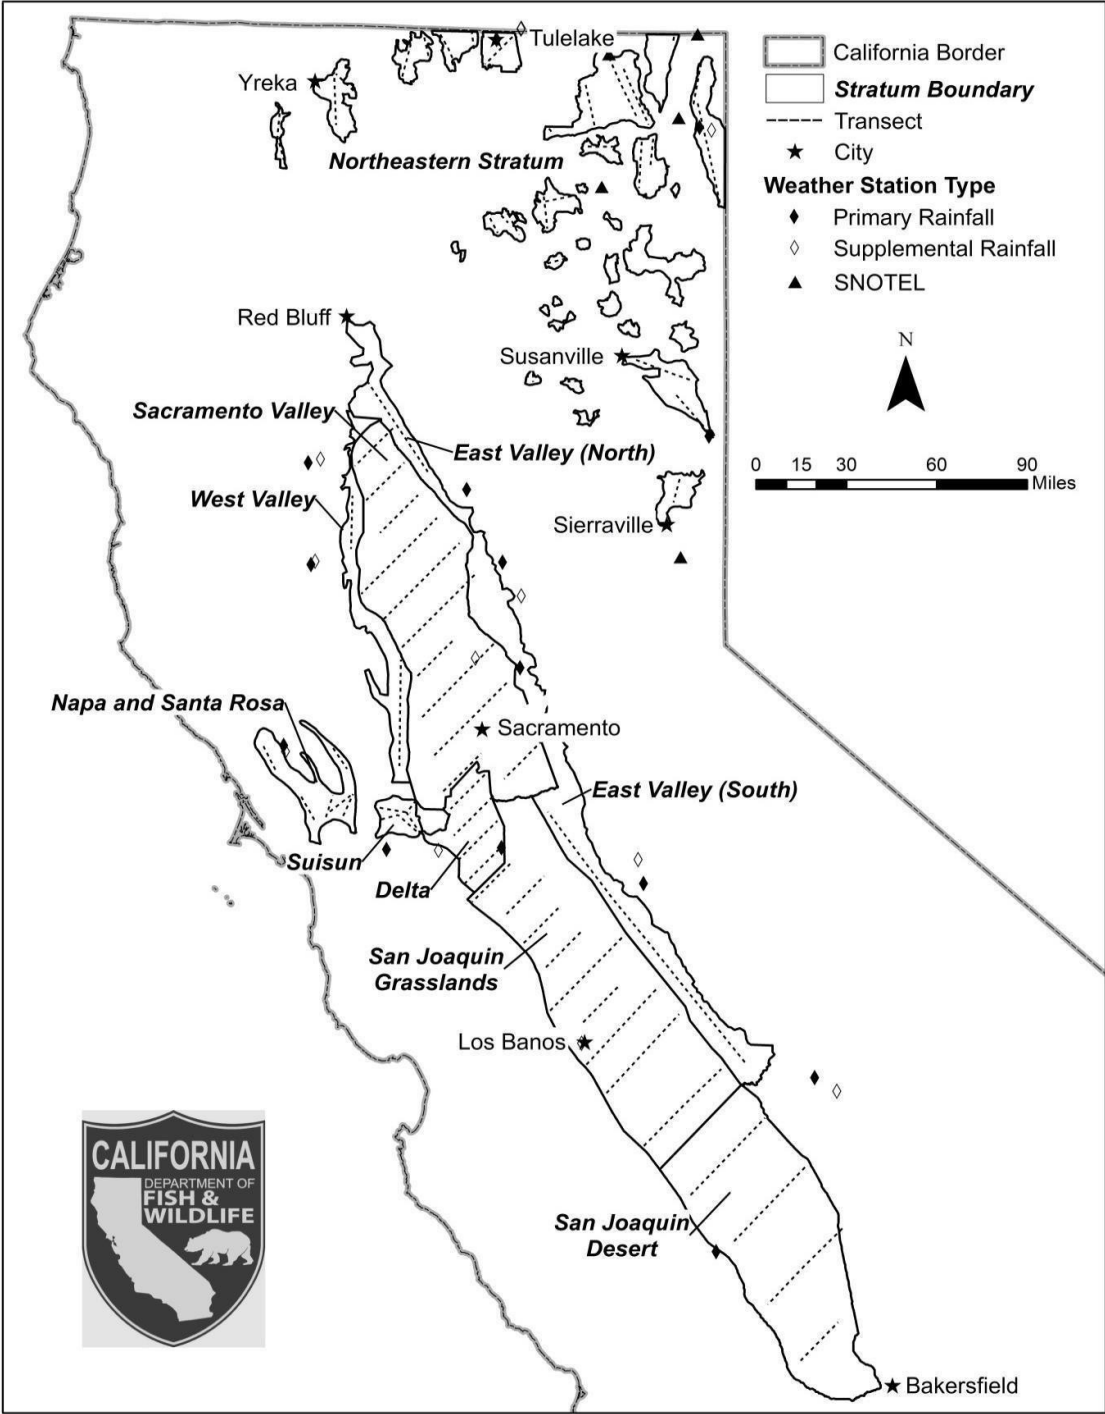 Tulelake
Yreka
Northeastern Stratum
Red Bluff
Susanville
Sacramento Valley
East Valley (North)
West Valley
Sierraville
Napa and Santa Rosa
Sacramento
East Valley (South)
Suisun
Delta
San Joaquin
Grasslands
Los Banos
San Joaquin
Desert
Bakersfield
California Border
Stratum Boundary
Transect
City
Weather Station Type
Primary Rainfall
Supplemental Rainfall
SNOTEL
N
0 15 30 60 90
Miles
CALIFORNIA
DEPARTMENT OF
FISH &
WILDLIFE